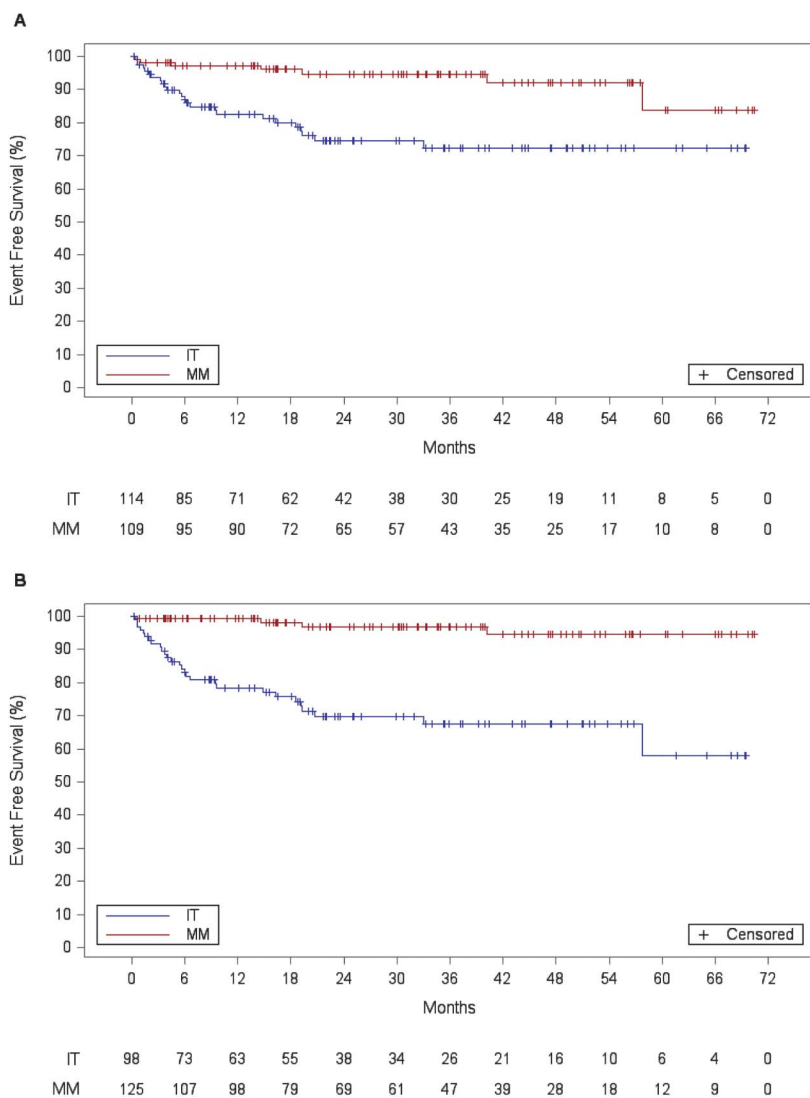 A
100
90
80
70
60
50
40
30
20
10
0
Event Free Survival (%)
IT
MM
+ Censored
0 6 12 18 24 30 36 42 48 54 60 66 72
Months
IT 114 85 71 62 42 38 30 25 19 11 8 5 0
MM 109 95 90 72 65 57 43 35 25 17 10 8 0
B
100
90
80
70
60
50
40
30
20
10
0
Event Free Survival (%)
IT
MM
+ Censored
0 6 12 18 24 30 36 42 48 54 60 66 72
Months
IT 98 73 63 55 38 34 26 21 16 10 6 4 0
MM 125 107 98 79 69 61 47 39 28 18 12 9 0